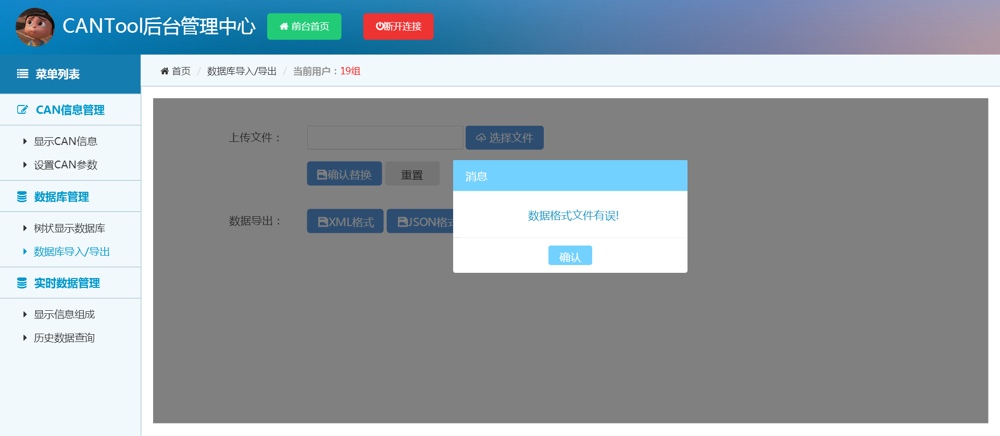 CANTool后台管理中心
前台首页
断开连接
菜单列表
首页 / 数据库导入/导出 / 当前用户：19组
CAN信息管理
显示CAN信息
设置CAN参数
数据库管理
树状显示数据库
数据库导入/导出
实时数据管理
显示信息组成
历史数据查询
上传文件：
选择文件
确认替换
重置
数据导出：
XML格式
JSON格式
消息
数据格式文件有误!
确认